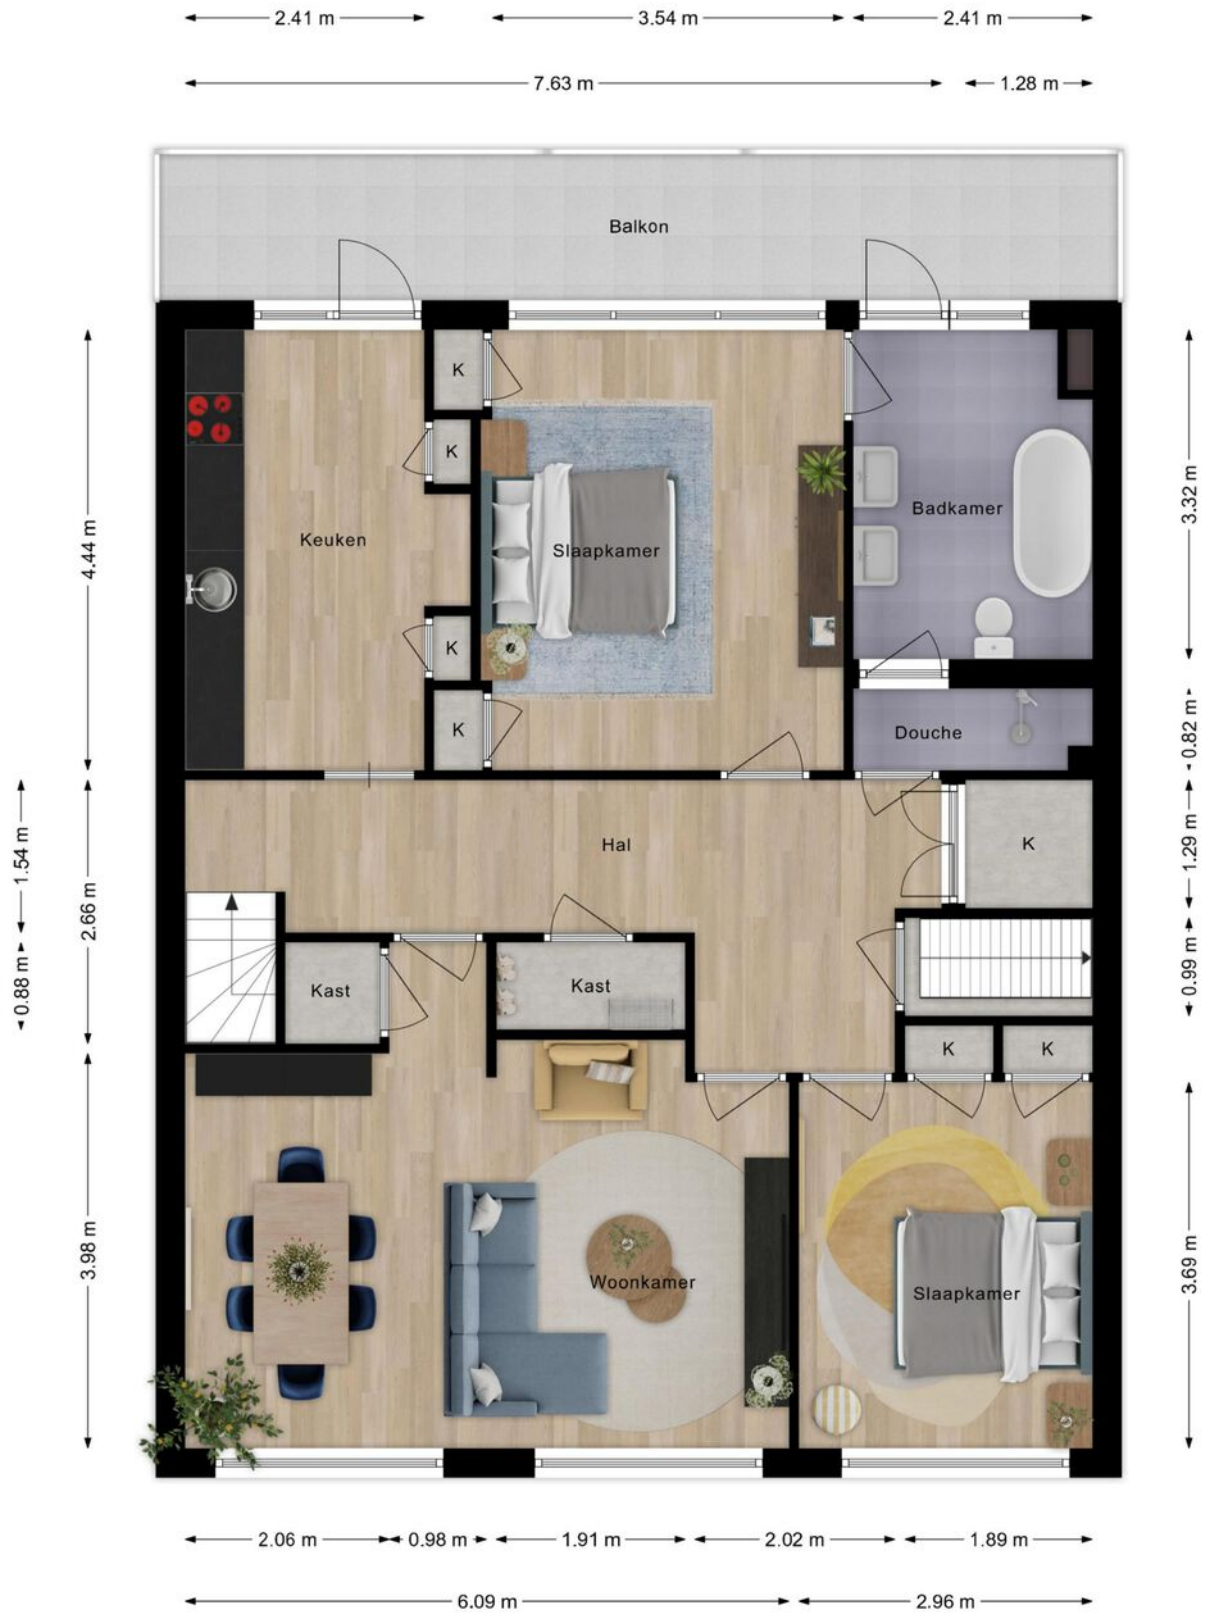 2.41 m
3.54 m
2.41 m
7.63 m
1.28 m
Balkon
K
K
Keuken
Slaapkamer
Badkamer
K
K
Douche
4.44 m
3.32 m
0.82 m
Hal
K
1.54 m
2.66 m
1.29 m
0.88 m
0.99 m
Kast
Kast
K
K
Woonkamer
Slaapkamer
3.98 m
3.69 m
2.06 m
0.98 m
1.91 m
2.02 m
1.89 m
6.09 m
2.96 m